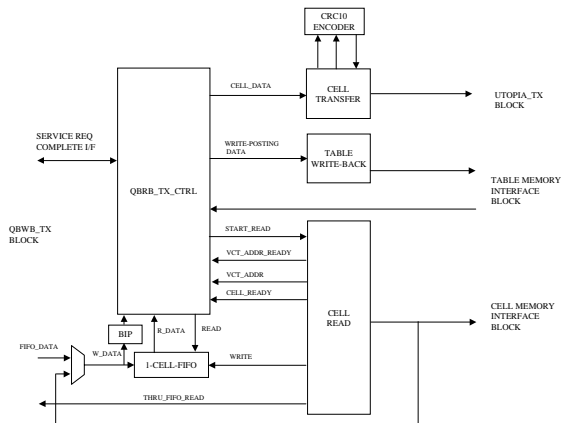 CRC10
ENCODER
CELL_DATA
CELL
TRANSFER
UTOPIA_TX
BLOCK
SERVICE REQ
COMPLETE I/F
WRITE-POSTING
DATA
TABLE
WRITE-BACK
QBRB_TX_CTRL
TABLE MEMORY
INTERFACE
BLOCK
QBWB_TX
BLOCK
START_READ
VCT_ADDR_READY
VCT_ADDR
CELL_READY
CELL
READ
CELL MEMORY
INTERFACE
BLOCK
BIP
R_DATA
READ
FIFO_DATA
W_DATA
1-CELL-FIFO
WRITE
THRU_FIFO_READ